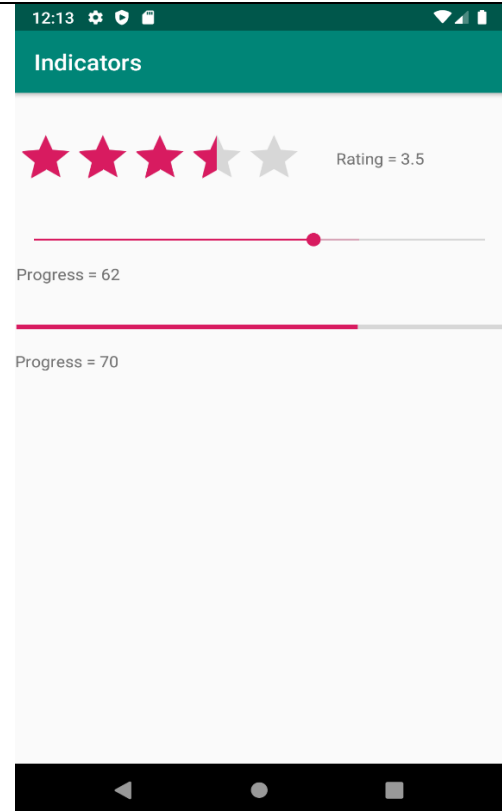 12:13
Indicators
Rating = 3.5
Progress = 62
Progress = 70